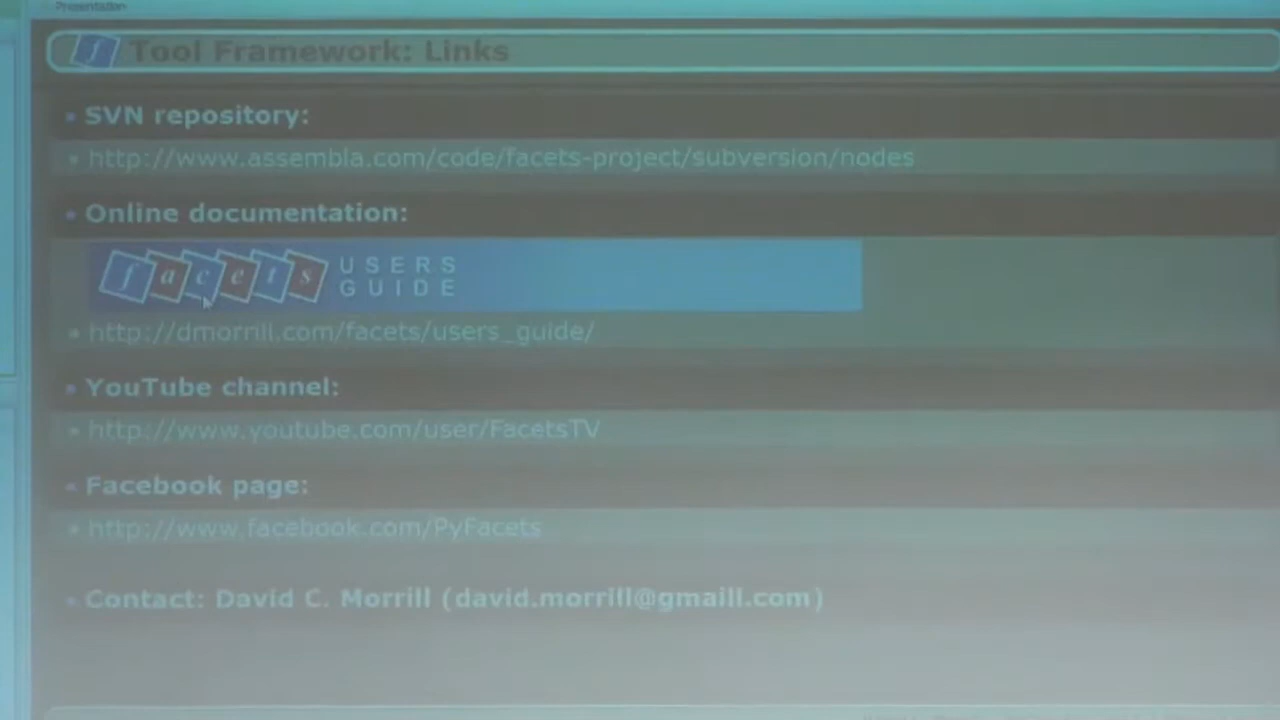 Presentation
f Tool Framework: Links
SVN repository:
http://www.assembla.com/code/facets-project/subversion/nodes
Online documentation:
facets USERS GUIDE
http://dmorrill.com/facets/users_guide/
YouTube channel:
http://www.youtube.com/user/FacetsTV
Facebook page:
http://www.facebook.com/PyFacets
Contact: David C. Morrill (david.morrill@gmaill.com)